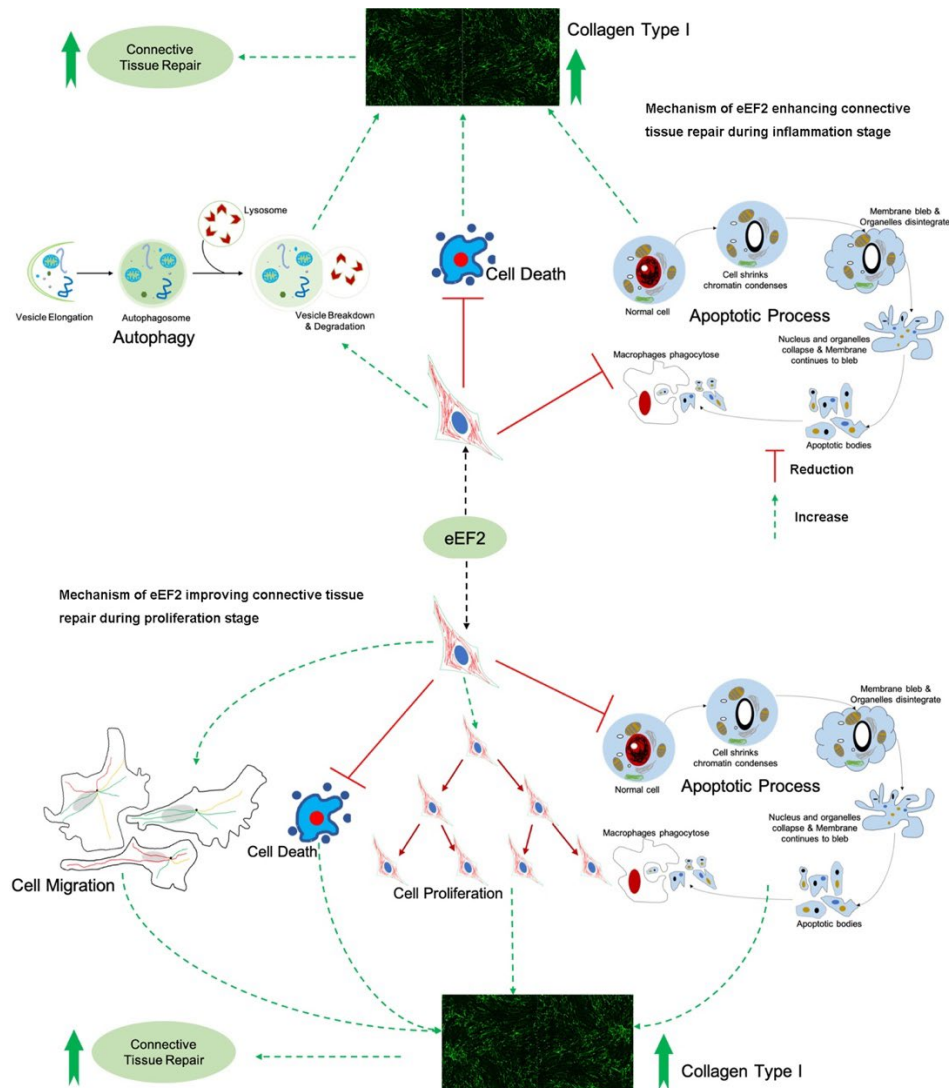 Connective
Tissue Repair
Collagen Type I
Mechanism of eEF2 enhancing connective
tissue repair during inflammation stage
Lysosome
Vesicle Elongation
Autophagosome
Autophagy
Vesicle Breakdown
& Degradation
Cell Death
Normal cell
Cell shrinks
chromatin condenses
Membrane bleb &
Organelles disintegrate
Apoptotic Process
Nucleus and organelles
collapse & Membrane
continues to bleb
Macrophages phagocytose
Apoptotic bodies
Reduction
Increase
eEF2
Mechanism of eEF2 improving connective tissue
repair during proliferation stage
Membrane bleb &
Organelles disintegrate
Cell shrinks
chromatin condenses
Normal cell
Apoptotic Process
Nucleus and organelles
collapse & Membrane
continues to bleb
Macrophages phagocytose
Apoptotic bodies
Cell Migration
Cell Death
Cell Proliferation
Connective
Tissue Repair
Collagen Type I